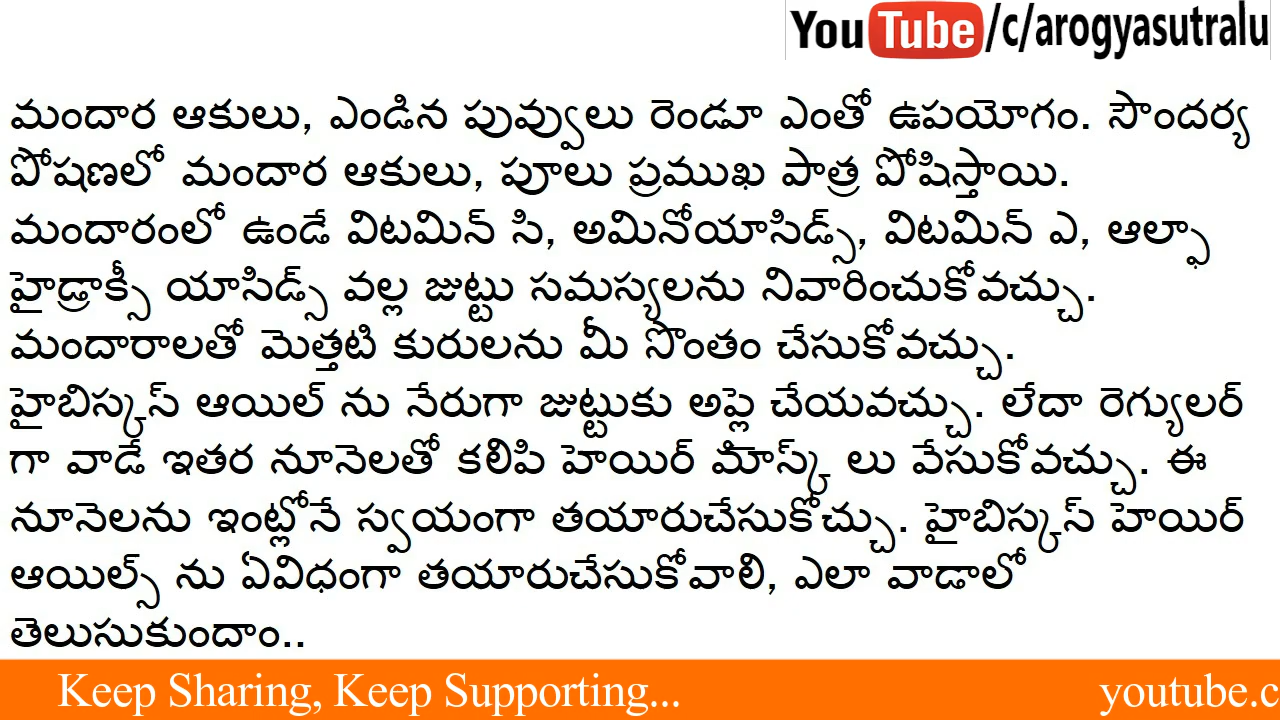 YouTube/c/arogyasutralu
మందార ఆకులు, ఎండిన పువ్వులు రెండూ ఎంతో ఉపయోగం. సౌందర్య
పోషణలో మందార ఆకులు, పూలు ప్రముఖ పాత్ర పోషిస్తాయి.
మందారంలో ఉండే విటమిన్ సి, అమినోయాసిడ్స్, విటమిన్ ఎ, ఆల్ఫా
హైడ్రాక్సీ యాసిడ్స్ వల్ల జుట్టు సమస్యలను నివారించుకోవచ్చు.
మందారాలతో మెత్తటి కురులను మీ సొంతం చేసుకోవచ్చు.
హైబిస్కస్ ఆయిల్ ను నేరుగా జుట్టుకు అప్లై చేయవచ్చు. లేదా రెగ్యులర్
గా వాడే ఇతర నూనెలతో కలిపి హెయిర్ మాస్క్ లు వేసుకోవచ్చు. ఈ
నూనెలను ఇంట్లోనే స్వయంగా తయారుచేసుకోచ్చు. హైబిస్కస్ హెయిర్
ఆయిల్స్ ను ఏవిధంగా తయారుచేసుకోవాలి, ఎలా వాడాలో
తెలుసుకుందాం..
Keep Sharing, Keep Supporting... youtube.c